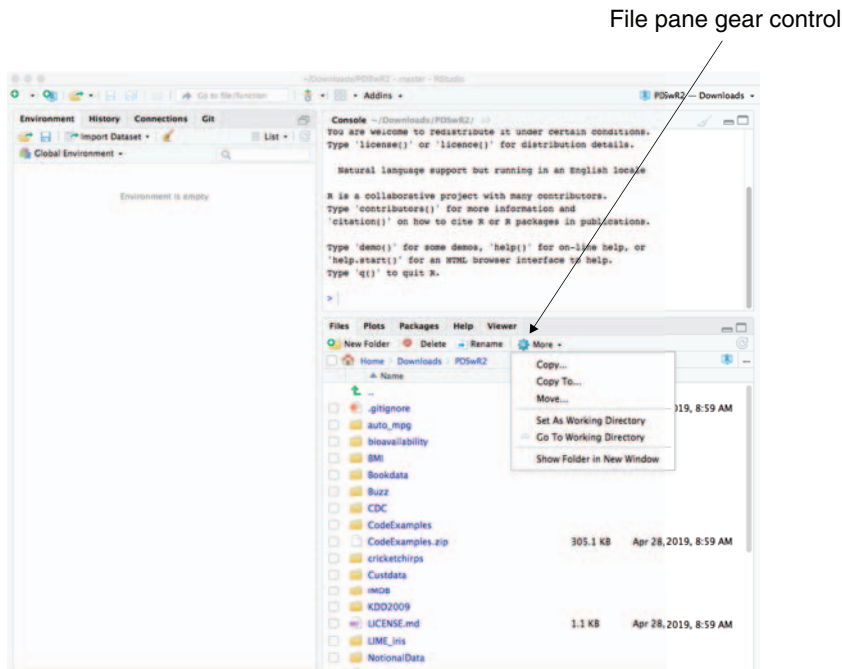 File pane gear control
~/Downloads/PDSwR2 - master - RStudio
Go to file/function
Addins
PDSwR2 — Downloads
Environment History Connections Git
Import Dataset
List
Global Environment
Environment is empty
Console ~/Downloads/PDSwR2/
You are welcome to redistribute it under certain conditions.
Type 'license()' or 'licence()' for distribution details.
Natural language support but running in an English locale
R is a collaborative project with many contributors.
Type 'contributors()' for more information and
'citation()' on how to cite R or R packages in publications.
Type 'demo()' for some demos, 'help()' for on-line help, or
'help.start()' for an HTML browser interface to help.
Type 'q()' to quit R.
>
Files Plots Packages Help Viewer
New Folder Delete Rename More
Home Downloads PDSwR2
Name
Copy...
Copy To...
Move...
Set As Working Directory
Go To Working Directory
Show Folder in New Window
..
.gitignore 019, 8:59 AM
auto_mpg
bioavailability
BMI
Bookdata
Buzz
CDC
CodeExamples
CodeExamples.zip 305.1 KB Apr 28, 2019, 8:59 AM
cricketchirps
Custdata
IMDB
KDD2009
LICENSE.md 1.1 KB Apr 28, 2019, 8:59 AM
LIME_iris
NotionalData